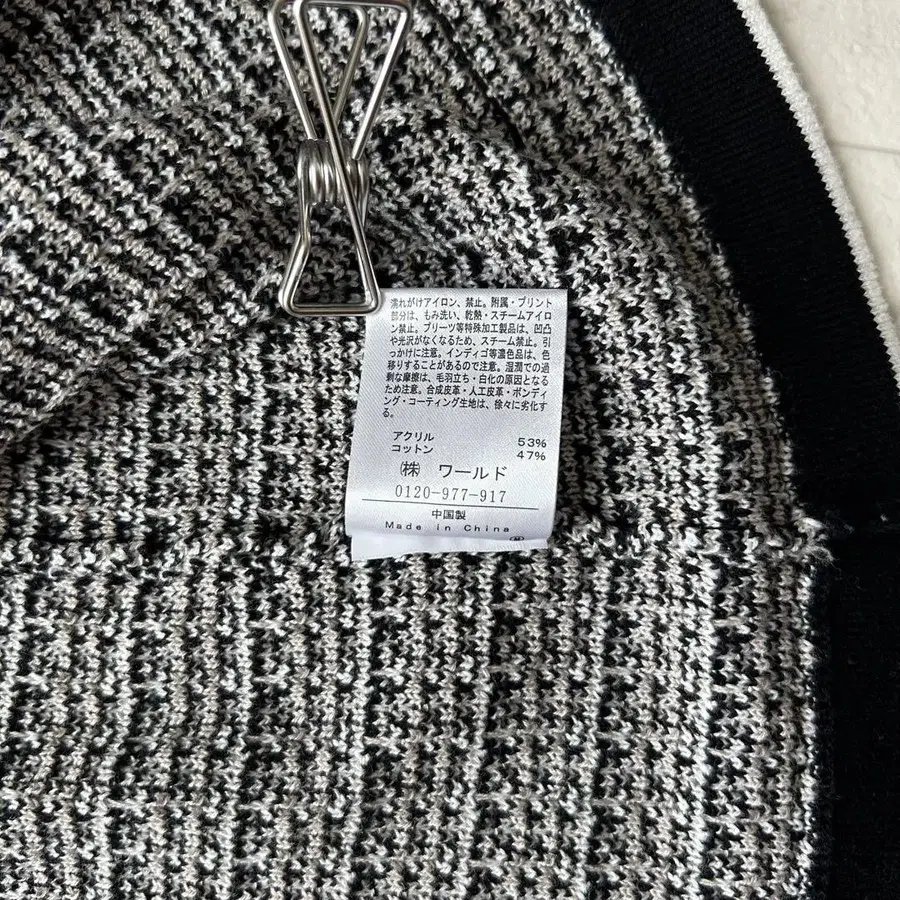 濡れがけアイロン、禁止。附属・プリント
部分は、もみ洗い、乾熱・スチームアイロ
ン禁止。プリーツ等特殊加工製品は、凹凸
や光沢がなくなるため、スチーム禁止。引
っかけに注意。インディゴ等濃色品は、色
移りすることがあるので注意。湿潤での過
剰な摩擦は、毛羽立ち・白化の原因となる
ため注意。合成皮革・人工皮革・ボンディ
ング・コーティング生地は、徐々に劣化す
る。
アクリル 53%
コットン 47%
㈱ ワールド
0120-977-917
中国製
Made in China